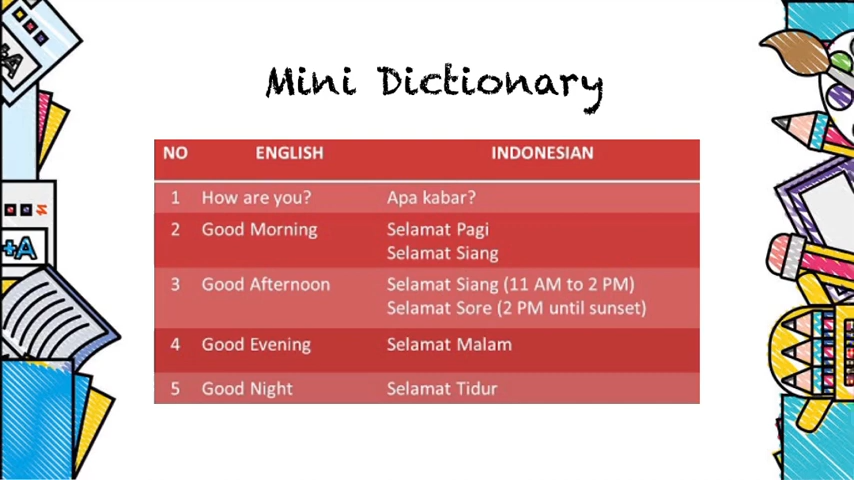 Mini Dictionary
NO ENGLISH INDONESIAN
1 How are you? Apa kabar?
2 Good Morning Selamat Pagi
Selamat Siang
3 Good Afternoon Selamat Siang (11 AM to 2 PM)
Selamat Sore (2 PM until sunset)
4 Good Evening Selamat Malam
5 Good Night Selamat Tidur
+A
+A